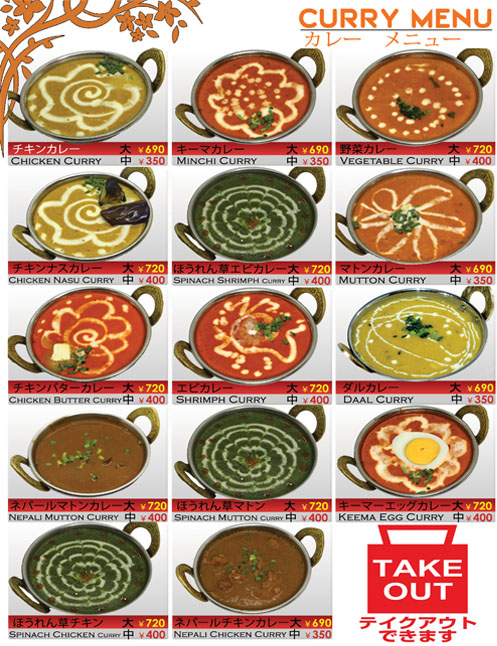 CURRY MENU
カレー メニュー
チキンカレー 大 ￥690
CHICKEN CURRY 中 ￥350
キーマカレー 大 ￥690
MINCHI CURRY 中 ￥350
野菜カレー 大 ￥720
VEGETABLE CURRY 中 ￥400
チキンナスカレー 大 ￥720
CHICKEN NASU CURRY 中 ￥400
ほうれん草エビカレー 大 ￥720
SPINACH SHRIMPH CURRY 中 ￥400
マトンカレー 大 ￥690
MUTTON CURRY 中 ￥350
チキンバターカレー 大 ￥720
CHICKEN BUTTER CURRY 中 ￥400
エビカレー 大 ￥720
SHRIMPH CURRY 中 ￥400
ダルカレー 大 ￥690
DAAL CURRY 中 ￥350
ネパールマトンカレー 大 ￥720
NEPALI MUTTON CURRY 中 ￥400
ほうれん草マトン 大 ￥720
SPINACH MUTTON CURRY 中 ￥400
キーマーエッグカレー 大 ￥720
KEEMA EGG CURRY 中 ￥400
ほうれん草チキン 大 ￥720
SPINACH CHICKEN CURRY 中 ￥400
ネパールチキンカレー 大 ￥690
NEPALI CHICKEN CURRY 中 ￥350
TAKE
OUT
テイクアウト
できます